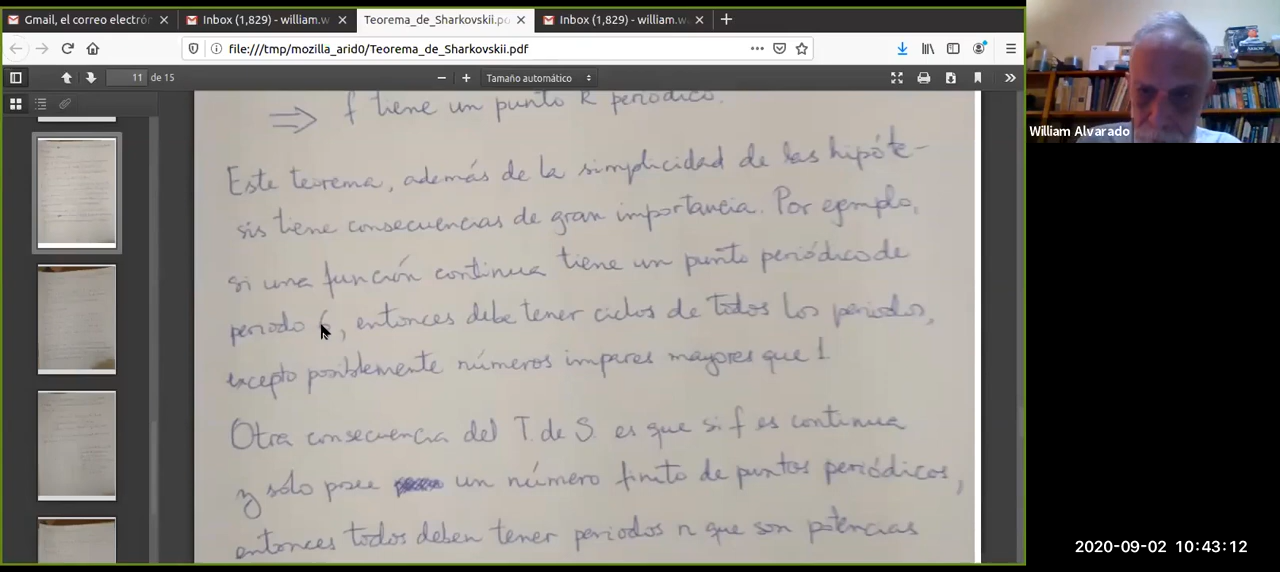 Gmail, el correo electrón
Inbox (1,829) - william.w
Teorema_de_Sharkovskii.p
Inbox (1,829) - william.w
file:///tmp/mozilla_arid0/Teorema_de_Sharkovskii.pdf
11 de 15
Tamaño automático
⇒ f tiene un punto k periódico.
Este teorema, además de la simplicidad de las hipóte-
sis tiene consecuencias de gran importancia. Por ejemplo,
si una función continua tiene un punto periódico de
periodo 6, entonces debe tener ciclos de todos los periodos,
excepto posiblemente números impares mayores que 1
Otra consecuencia del T. de S. es que si f es continua
y sólo posee un número finito de puntos periódicos,
entonces todos deben tener periodos n que son potencias
William Alvarado
2020-09-02 10:43:12